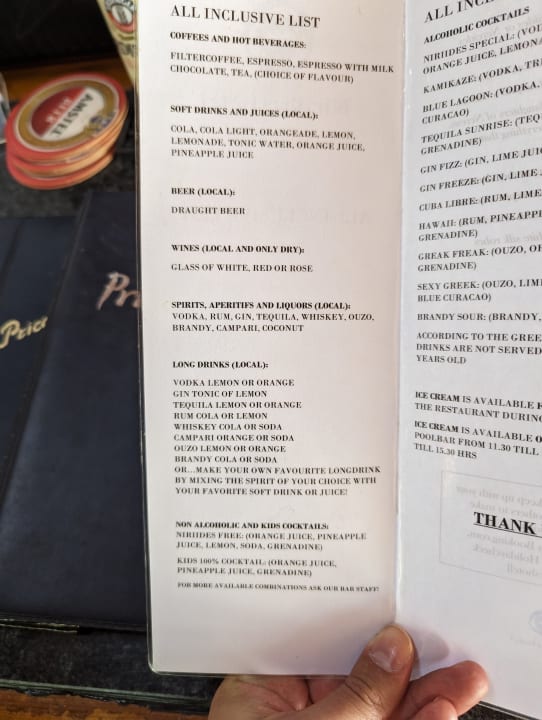 ALL INCLUSIVE LIST
COFFEES AND HOT BEVERAGES:
FILTERCOFFEE, ESPRESSO, ESPRESSO WITH MILK
CHOCOLATE, TEA, (CHOICE OF FLAVOUR)
SOFT DRINKS AND JUICES (LOCAL):
COLA, COLA LIGHT, ORANGEADE, LEMON,
LEMONADE, TONIC WATER, ORANGE JUICE,
PINEAPPLE JUICE
BEER (LOCAL):
DRAUGHT BEER
WINES (LOCAL AND ONLY DRY):
GLASS OF WHITE, RED OR ROSE
SPIRITS, APERITIFS AND LIQUORS (LOCAL):
VODKA, RUM, GIN, TEQUILA, WHISKEY, OUZO,
BRANDY, CAMPARI, COCONUT
LONG DRINKS (LOCAL):
VODKA LEMON OR ORANGE
GIN TONIC OF LEMON
TEQUILA LEMON OR ORANGE
RUM COLA OR LEMON
WHISKEY COLA OR SODA
CAMPARI ORANGE OR SODA
OUZO LEMON OR ORANGE
BRANDY COLA OR SODA
OR...MAKE YOUR OWN FAVOURITE LONGDRINK
BY MIXING THE SPIRIT OF YOUR CHOICE WITH
YOUR FAVORITE SOFT DRINK OR JUICE!
NON ALCOHOLIC AND KIDS COCKTAILS:
NIRIIDES FREE: (ORANGE JUICE, PINEAPPLE
JUICE, LEMON, SODA, GRENADINE)
KIDS 100% COCKTAIL: (ORANGE JUICE,
PINEAPPLE JUICE, GRENADINE)
FOR MORE AVAILABLE COMBINATIONS ASK OUR BAR STAFF!
ALL
ALCOHOLIC COCKTAILS
NIRIIDES SPECIAL:
ORANGE JUICE,
KAMIKAZE: (VODKA,
BLUE LAGOON: (VODKA,
CURACAO)
TEQUILA SUNRISE:
GRENADINE)
GIN FIZZ: (GIN, LIME
GIN FREEZE: (GIN, LIME
CUBA LIBRE: (RUM, LIME
HAWAII: (RUM,
GRENADINE)
GREAK FREAK: (OUZO,
GRENADINE)
SEXY GREEK: (OUZO,
BLUE CURACAO)
BRANDY SOUR: (BRANDY,
ACCORDING TO THE
DRINKS ARE NOT SERVED
YEARS OLD
ICE CREAM IS AVAILABLE
THE RESTAURANT
ICE CREAM IS AVAILABLE
POOLBAR FROM 11.30 TILL
TILL 15.30 HRS
THANK
AMSTEL
BIER
Price
Pri